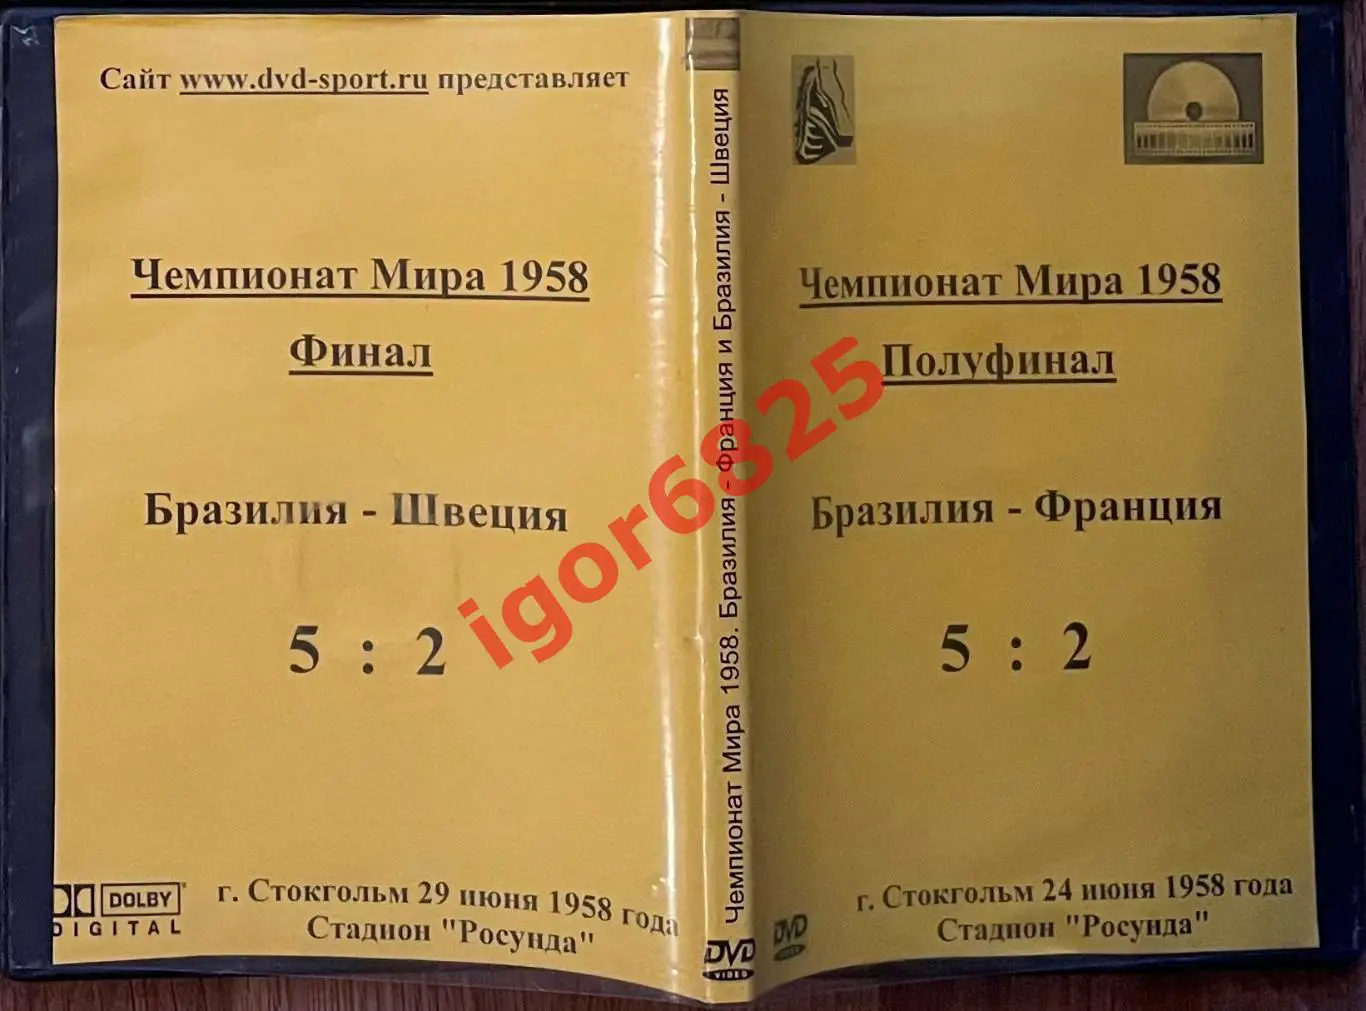 Сайт www.dvd-sport.ru представляет
Чемпионат Мира 1958
Финал
Бразилия - Швеция
5 : 2
г. Стокгольм 29 июня 1958 года
Стадион "Росунда"
DOLBY
DIGITAL
Чемпионат Мира 1958. Бразилия - Франция и Бразилия - Швеция
DVD
VIDEO
Чемпионат Мира 1958
Полуфинал
Бразилия - Франция
5 : 2
г. Стокгольм 24 июня 1958 года
Стадион "Росунда"
DVD
VIDEO
igor6825